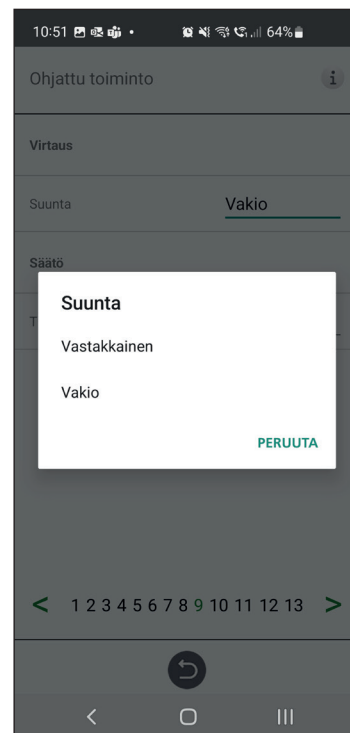 10:51 64%
Ohjattu toiminto i
Virtaus
Suunta Vakio
Säätö
T
Suunta
Vastakkainen
Vakio
PERUUTA
< 1 2 3 4 5 6 7 8 9 10 11 12 13 >